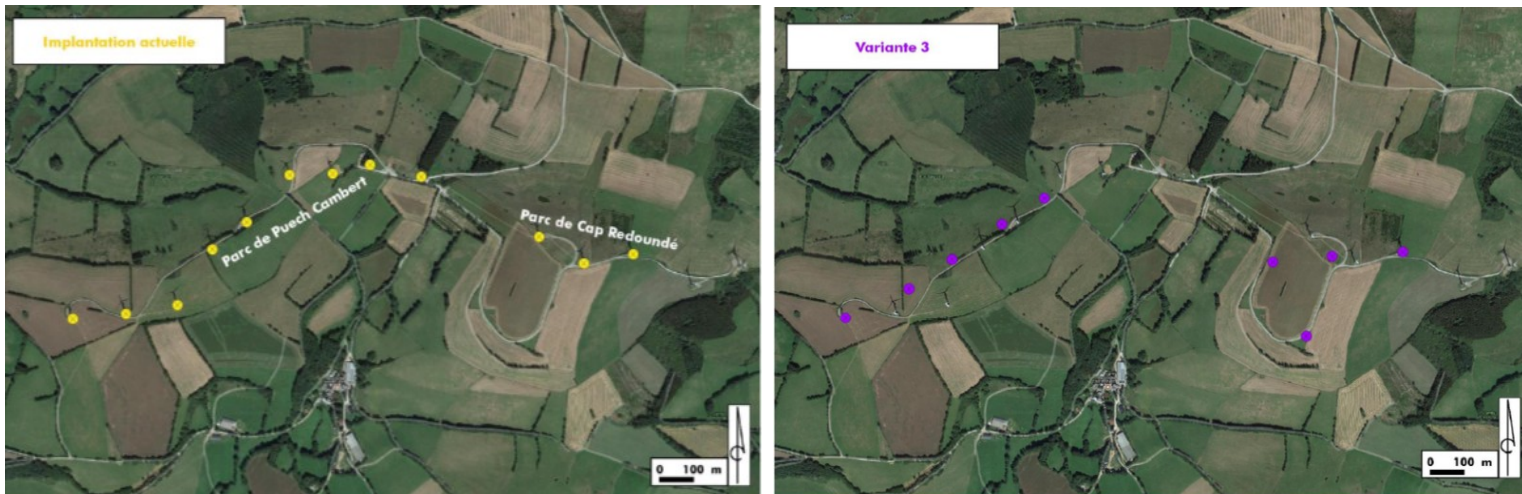 Implantation actuelle
Parc de Puech Cambert
Parc de Cap Redoundé
0 100 m
Variante 3
0 100 m